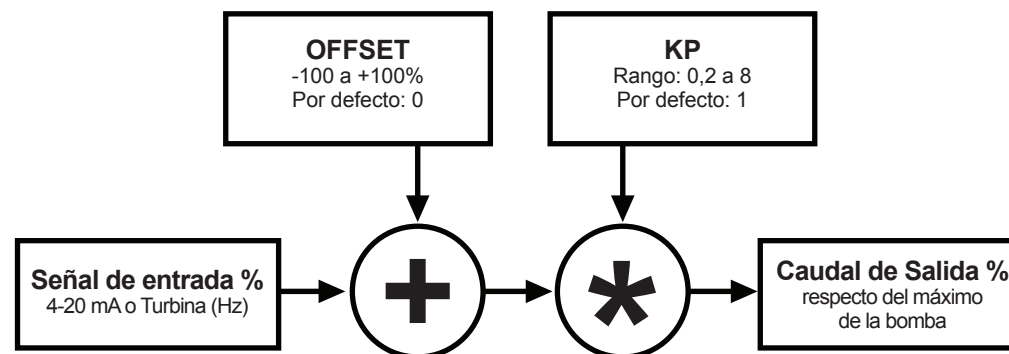 OFFSET
-100 a +100%
Por defecto: 0
KP
Rango: 0,2 a 8
Por defecto: 1
Señal de entrada %
4-20 mA o Turbina (Hz)
+
*
Caudal de Salida %
respecto del máximo
de la bomba